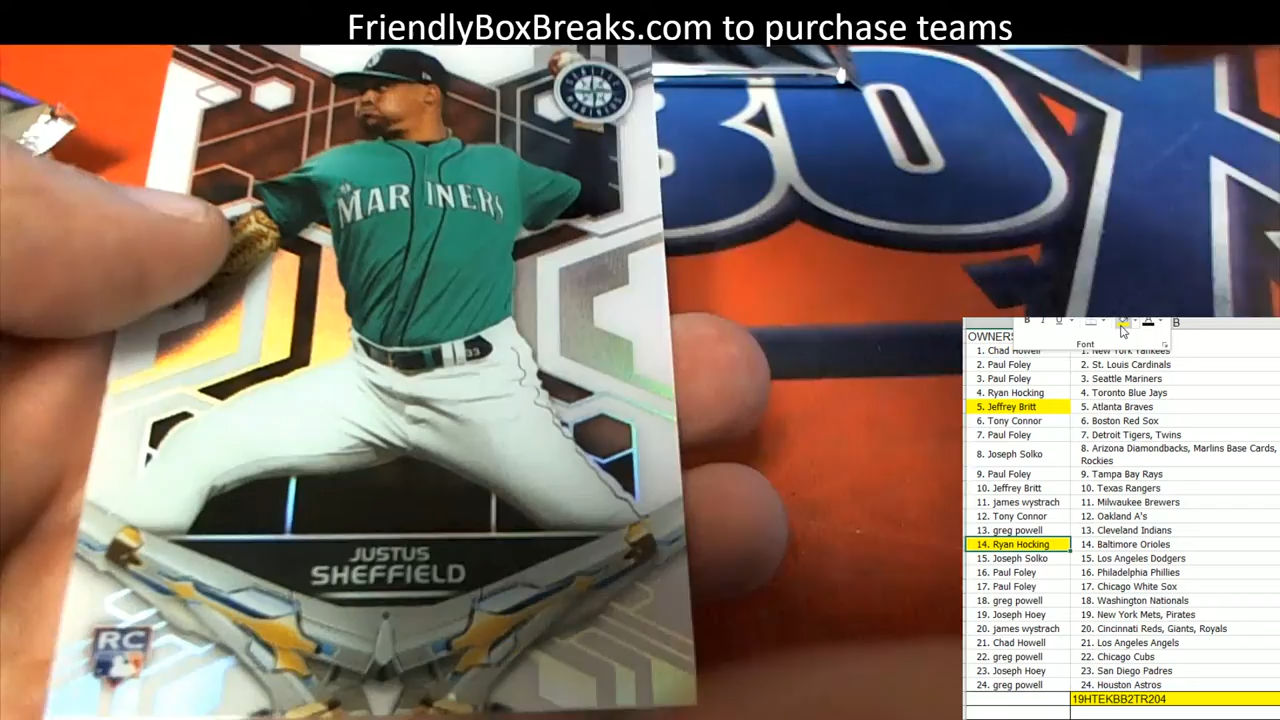 FriendlyBoxBreaks.com to purchase teams
MARINERS
33
JUSTUS
SHEFFIELD
RC
BOX
B I U A
B
Font
OWNERS
1. Chad Howell 1. New York Yankees
2. Paul Foley 2. St. Louis Cardinals
3. Paul Foley 3. Seattle Mariners
4. Ryan Hocking 4. Toronto Blue Jays
5. Jeffrey Britt 5. Atlanta Braves
6. Tony Connor 6. Boston Red Sox
7. Paul Foley 7. Detroit Tigers, Twins
8. Joseph Solko 8. Arizona Diamondbacks, Marlins Base Cards,
Rockies
9. Paul Foley 9. Tampa Bay Rays
10. Jeffrey Britt 10. Texas Rangers
11. james wystrach 11. Milwaukee Brewers
12. Tony Connor 12. Oakland A's
13. greg powell 13. Cleveland Indians
14. Ryan Hocking 14. Baltimore Orioles
15. Joseph Solko 15. Los Angeles Dodgers
16. Paul Foley 16. Philadelphia Phillies
17. Paul Foley 17. Chicago White Sox
18. greg powell 18. Washington Nationals
19. Joseph Hoey 19. New York Mets, Pirates
20. james wystrach 20. Cincinnati Reds, Giants, Royals
21. Chad Howell 21. Los Angeles Angels
22. greg powell 22. Chicago Cubs
23. Joseph Hoey 23. San Diego Padres
24. greg powell 24. Houston Astros
19HTEKBB2TR204